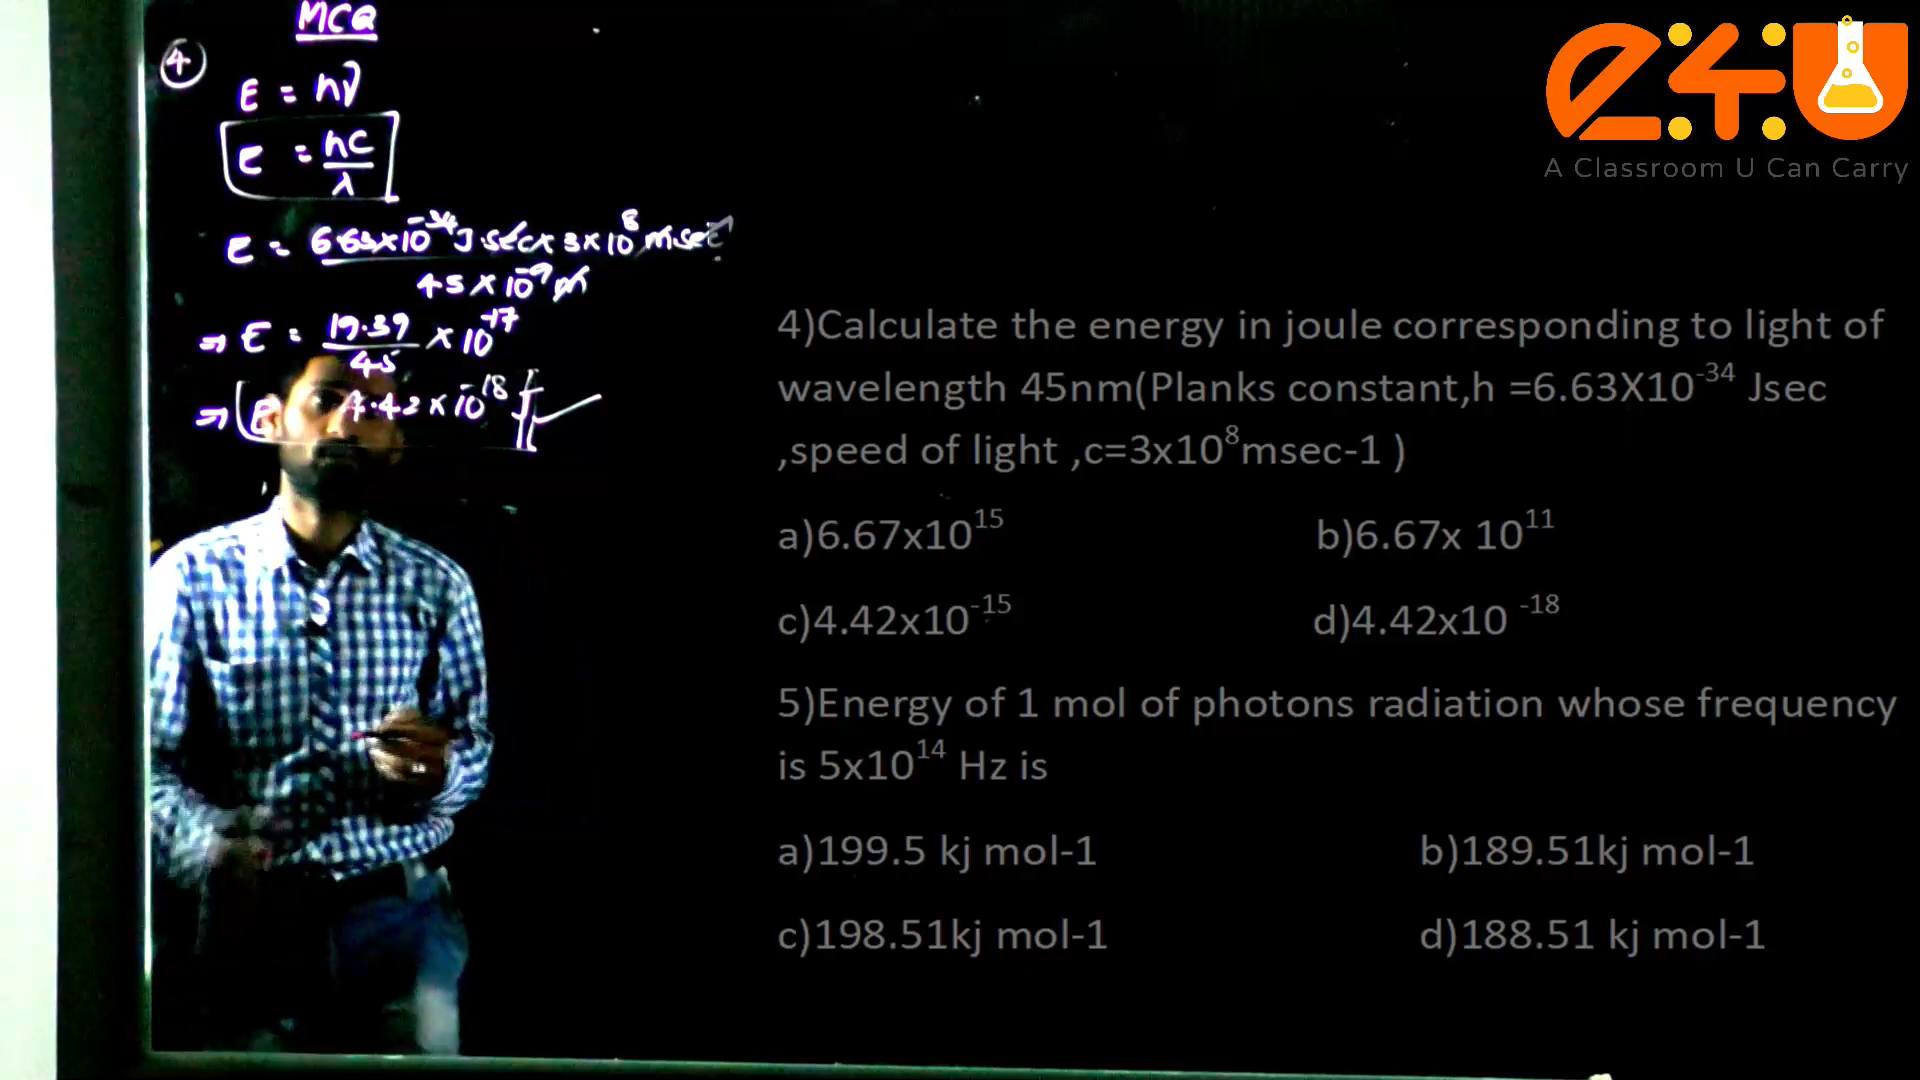 MCQ
4
E = hν
E = hC/λ
E = 6.63×10⁻³⁴ J sec × 3×10⁸ m sec⁻¹
45 × 10⁻⁹ m
⇒ E = 19.39/45 × 10⁻¹⁷
⇒ E 4.42 × 10⁻¹⁸ J
e4U
A Classroom U Can Carry
4)Calculate the energy in joule corresponding to light of
wavelength 45nm(Planks constant,h =6.63X10⁻³⁴ Jsec
,speed of light ,c=3x10⁸msec-1 )
a)6.67x10¹⁵ b)6.67x 10¹¹
c)4.42x10⁻¹⁵ d)4.42x10 ⁻¹⁸
5)Energy of 1 mol of photons radiation whose frequency
is 5x10¹⁴ Hz is
a)199.5 kj mol-1 b)189.51kj mol-1
c)198.51kj mol-1 d)188.51 kj mol-1